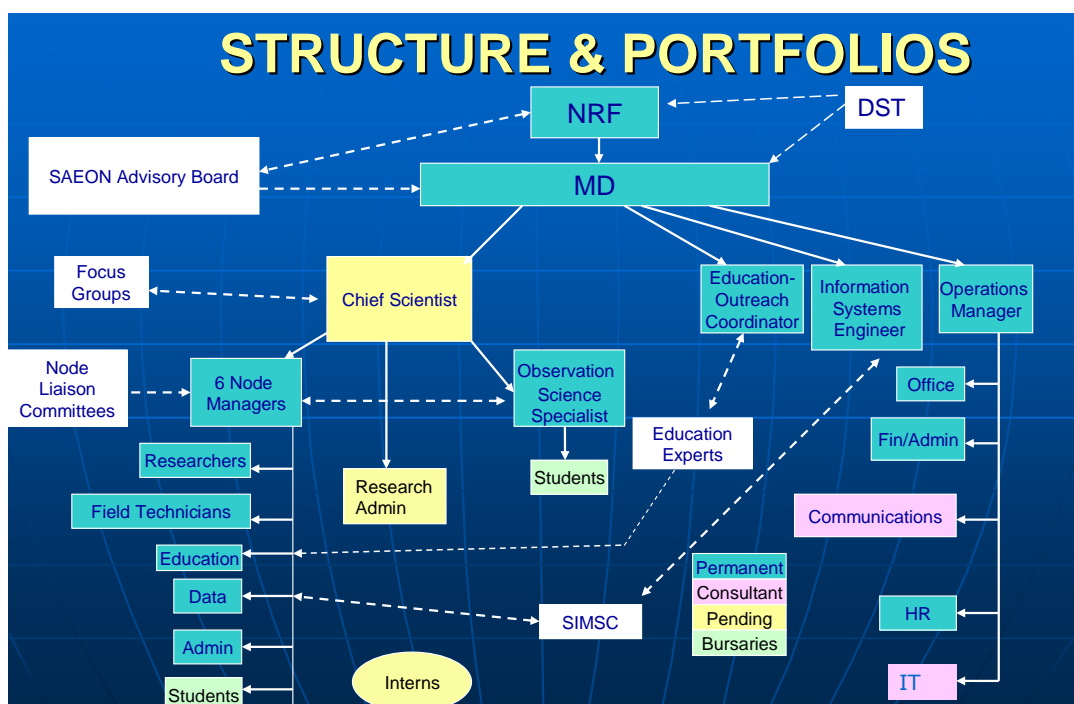 STRUCTURE & PORTFOLIOS
NRF
DST
SAEON Advisory Board
MD
Focus
Groups
Chief Scientist
Education-
Outreach
Coordinator
Information
Systems
Engineer
Operations
Manager
Node
Liaison
Committees
6 Node
Managers
Observation
Science
Specialist
Office
Education
Experts
Fin/Admin
Researchers
Students
Research
Admin
Field Technicians
Communications
Education
Permanent
Consultant
Pending
Bursaries
Data
SIMSC
HR
Admin
Interns
Students
IT